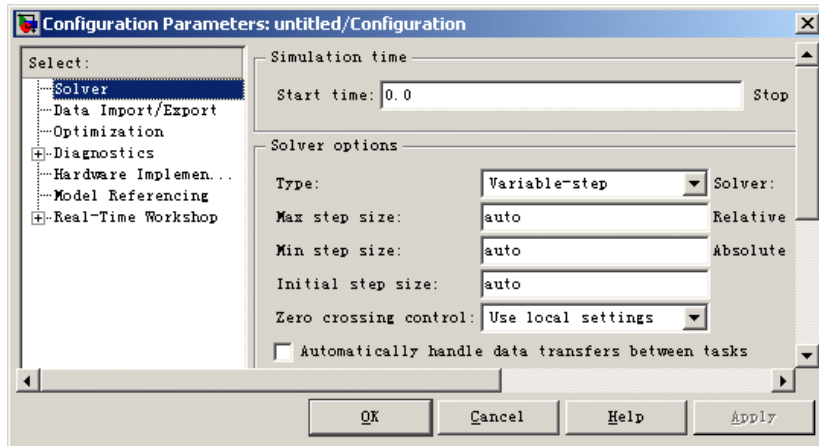 Configuration Parameters: untitled/Configuration
Select:
Solver
Data Import/Export
Optimization
Diagnostics
Hardware Implemen...
Model Referencing
Real-Time Workshop
Simulation time
Start time: 0.0 Stop
Solver options
Type: Variable-step Solver:
Max step size: auto Relative
Min step size: auto Absolute
Initial step size: auto
Zero crossing control: Use local settings
Automatically handle data transfers between tasks
OK Cancel Help Apply